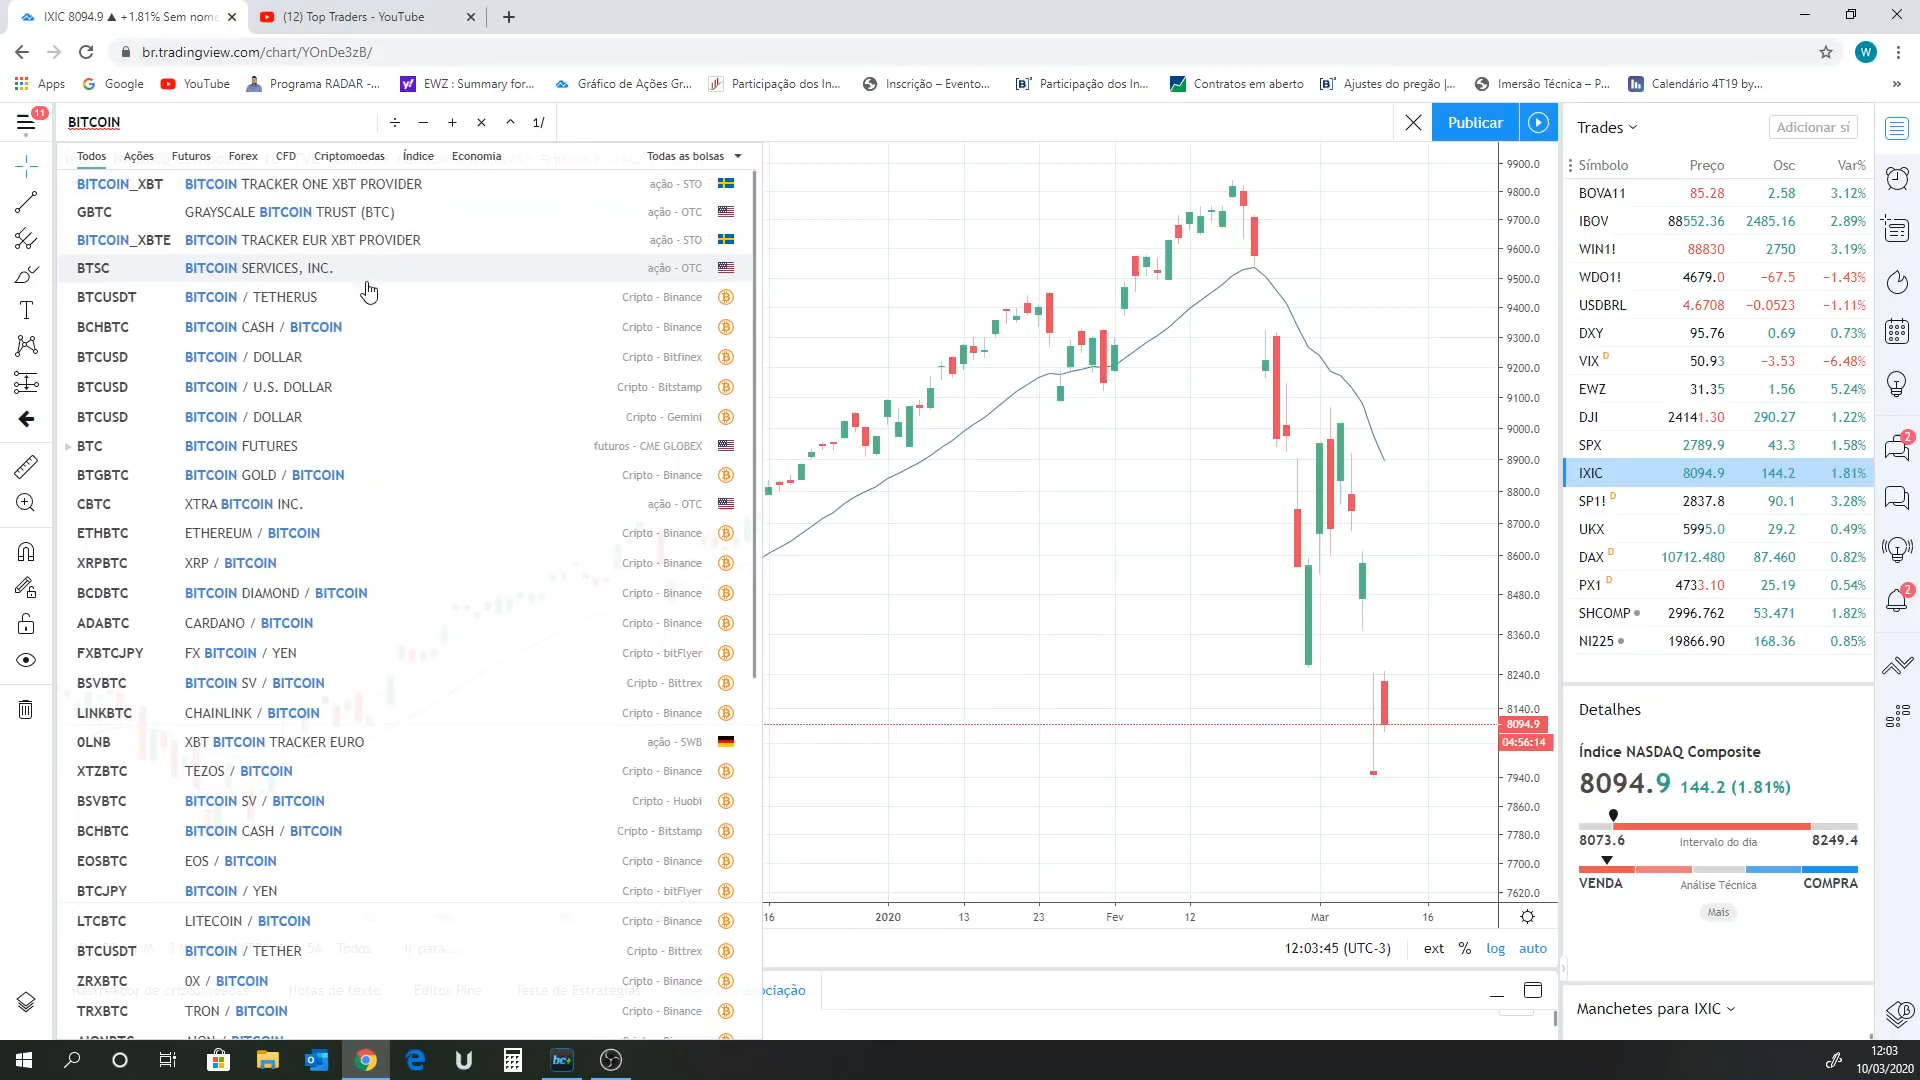 IXIC 8094.9 ▲ +1.81% Sem nome
(12) Top Traders - YouTube
br.tradingview.com/chart/YOnDe3zB/
W
Apps Google YouTube Programa RADAR -... EWZ : Summary for... Gráfico de Ações Gr... Participação dos In... Inscrição – Evento... Participação dos In... Contratos em aberto Ajustes do pregão |... Imersão Técnica – P... Calendário 4T19 by...
11
BITCOIN ÷ − + × ^ 1/
Publicar
Todos Ações Futuros Forex CFD Criptomoedas Índice Economia Todas as bolsas
BITCOIN_XBT BITCOIN TRACKER ONE XBT PROVIDER ação - STO
GBTC GRAYSCALE BITCOIN TRUST (BTC) ação - OTC
BITCOIN_XBTE BITCOIN TRACKER EUR XBT PROVIDER ação - STO
BTSC BITCOIN SERVICES, INC. ação - OTC
BTCUSDT BITCOIN / TETHERUS Cripto - Binance
BCHBTC BITCOIN CASH / BITCOIN Cripto - Binance
BTCUSD BITCOIN / DOLLAR Cripto - Bitfinex
BTCUSD BITCOIN / U.S. DOLLAR Cripto - Bitstamp
BTCUSD BITCOIN / DOLLAR Cripto - Gemini
BTC BITCOIN FUTURES futuros - CME GLOBEX
BTGBTC BITCOIN GOLD / BITCOIN Cripto - Binance
CBTC XTRA BITCOIN INC. ação - OTC
ETHBTC ETHEREUM / BITCOIN Cripto - Binance
XRPBTC XRP / BITCOIN Cripto - Binance
BCDBTC BITCOIN DIAMOND / BITCOIN Cripto - Binance
ADABTC CARDANO / BITCOIN Cripto - Binance
FXBTCJPY FX BITCOIN / YEN Cripto - bitFlyer
BSVBTC BITCOIN SV / BITCOIN Cripto - Bittrex
LINKBTC CHAINLINK / BITCOIN Cripto - Binance
0LNB XBT BITCOIN TRACKER EURO ação - SWB
XTZBTC TEZOS / BITCOIN Cripto - Binance
BSVBTC BITCOIN SV / BITCOIN Cripto - Huobi
BCHBTC BITCOIN CASH / BITCOIN Cripto - Bitstamp
EOSBTC EOS / BITCOIN Cripto - Binance
BTCJPY BITCOIN / YEN Cripto - bitFlyer
LTCBTC LITECOIN / BITCOIN Cripto - Binance
BTCUSDT BITCOIN / TETHER Cripto - Bittrex
ZRXBTC 0X / BITCOIN Cripto - Binance
TRXBTC TRON / BITCOIN Cripto - Binance
5A Todos Ir para...
Rastreador de criptomoedas Notas de texto Editor Pine Teste de Estratégias
ociação
9900.0
9800.0
9700.0
9600.0
9500.0
9400.0
9300.0
9200.0
9100.0
9000.0
8900.0
8800.0
8700.0
8600.0
8480.0
8360.0
8240.0
8140.0
8094.9
04:56:14
7940.0
7860.0
7780.0
7700.0
7620.0
16 2020 13 23 Fev 12 Mar 16
12:03:45 (UTC-3) ext % log auto
Trades Adicionar sí
Símbolo Preço Osc Var%
BOVA11 85.28 2.58 3.12%
IBOV 88552.36 2485.16 2.89%
WIN1! 88830 2750 3.19%
WDO1! 4679.0 −67.5 −1.43%
USDBRL 4.6708 −0.0523 −1.11%
DXY 95.76 0.69 0.73%
VIX D 50.93 −3.53 −6.48%
EWZ 31.35 1.56 5.24%
DJI 24141.30 290.27 1.22%
SPX 2789.9 43.3 1.58%
IXIC 8094.9 144.2 1.81%
SP1! D 2837.8 90.1 3.28%
UKX 5995.0 29.2 0.49%
DAX D 10712.480 87.460 0.82%
PX1 D 4733.10 25.19 0.54%
SHCOMP 2996.762 53.471 1.82%
NI225 19866.90 168.36 0.85%
Detalhes
Índice NASDAQ Composite
8094.9 144.2 (1.81%)
8073.6 Intervalo do dia 8249.4
VENDA Análise Técnica COMPRA
Mais
Manchetes para IXIC
2
2
bc+
12:03
10/03/2020